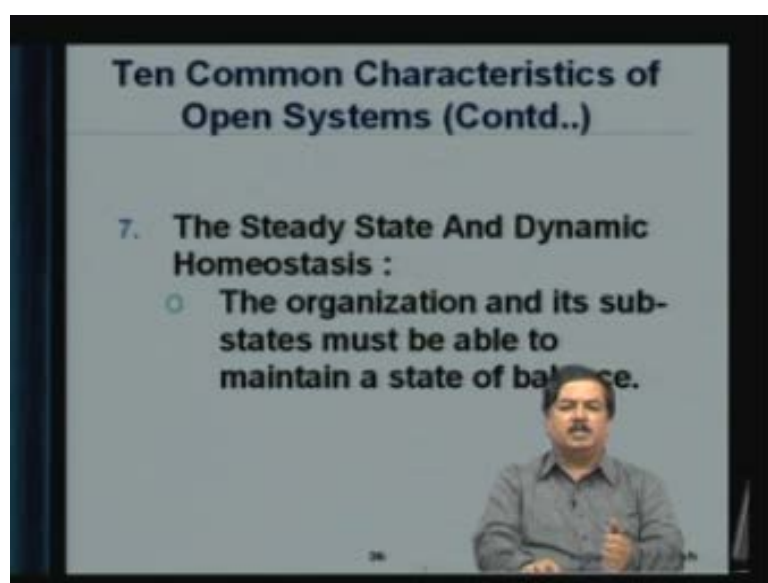 Ten Common Characteristics of
Open Systems (Contd..)
7. The Steady State And Dynamic
Homeostasis :
o The organization and its sub-
states must be able to
maintain a state of
36